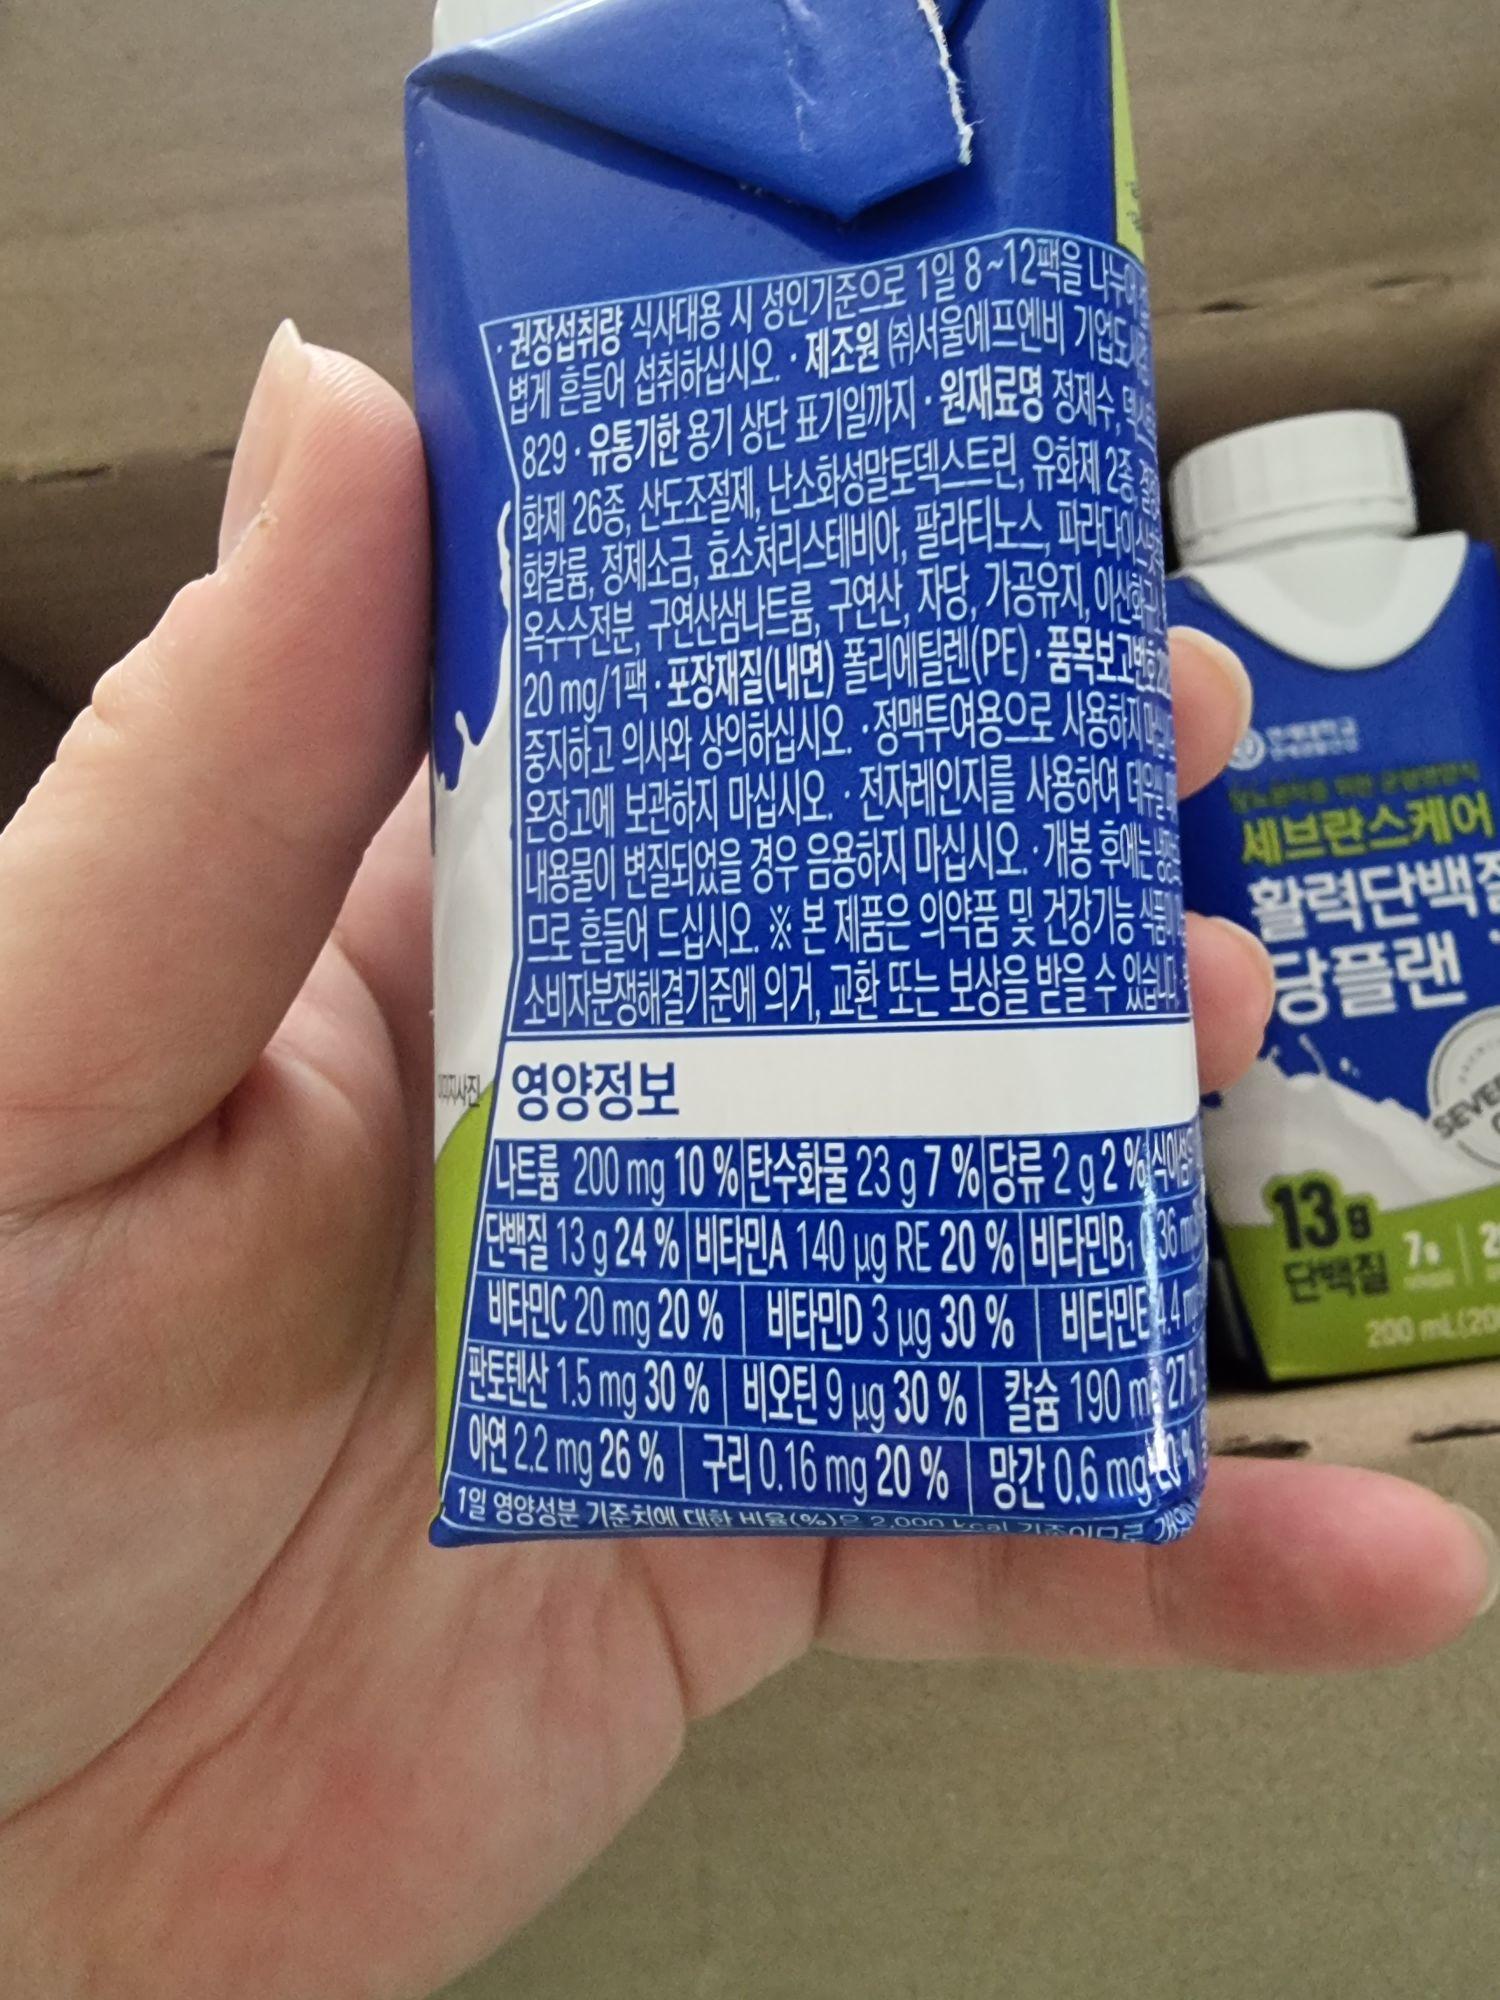 · 권장섭취량 식사대용 시 성인기준으로 1일 8~12팩을
볍게 흔들어 섭취하십시오. · 제조원 (주)서울에프엔비
829 · 유통기한 용기 상단 표기일까지 · 원재료명 정제수,
화제 26종, 산도조절제, 난소화성말토덱스트린, 유화제 2종,
화칼륨, 정제소금, 효소처리스테비아, 팔라티노스,
옥수수전분, 구연산삼나트륨, 구연산, 자당, 가공유지,
20 mg/1팩 · 포장재질(내면) 폴리에틸렌(PE) · 품목보고번호
중지하고 의사와 상의하십시오. · 정맥투여용으로 사용하지
온장고에 보관하지 마십시오. · 전자레인지를 사용하여
내용물이 변질되었을 경우 음용하지 마십시오. · 개봉 후에는
므로 흔들어 드십시오. ※ 본 제품은 의약품 및 건강기능
소비자분쟁해결기준에 의거, 교환 또는 보상을 받을 수
영양정보
나트륨 200 mg 10 % 탄수화물 23 g 7 % 당류 2 g 2 %
단백질 13 g 24 % 비타민A 140 μg RE 20 % 비타민B₁
비타민C 20 mg 20 % 비타민D 3 μg 30 % 비타민E
판토텐산 1.5 mg 30 % 비오틴 9 μg 30 % 칼슘 190
아연 2.2 mg 26 % 구리 0.16 mg 20 % 망간 0.6 mg
1일 영양성분 기준치에 대한 비율(%)은 2,000 kcal 기준이므로
세브란스케어
활력단백질
당플랜
13 g
단백질
7g
200 mL